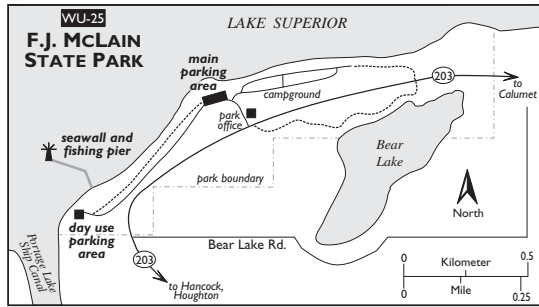 WU-25
F.J. MCLAIN
STATE PARK
LAKE SUPERIOR
main
parking
area
campground
203
to
Calumet
park
office
seawall and
fishing pier
Bear
Lake
park boundary
North
day use
parking
area
Bear Lake Rd.
Portage Lake
Ship Canal
203
to Hancock,
Houghton
0 Kilometer 0.5
0 Mile 0.25